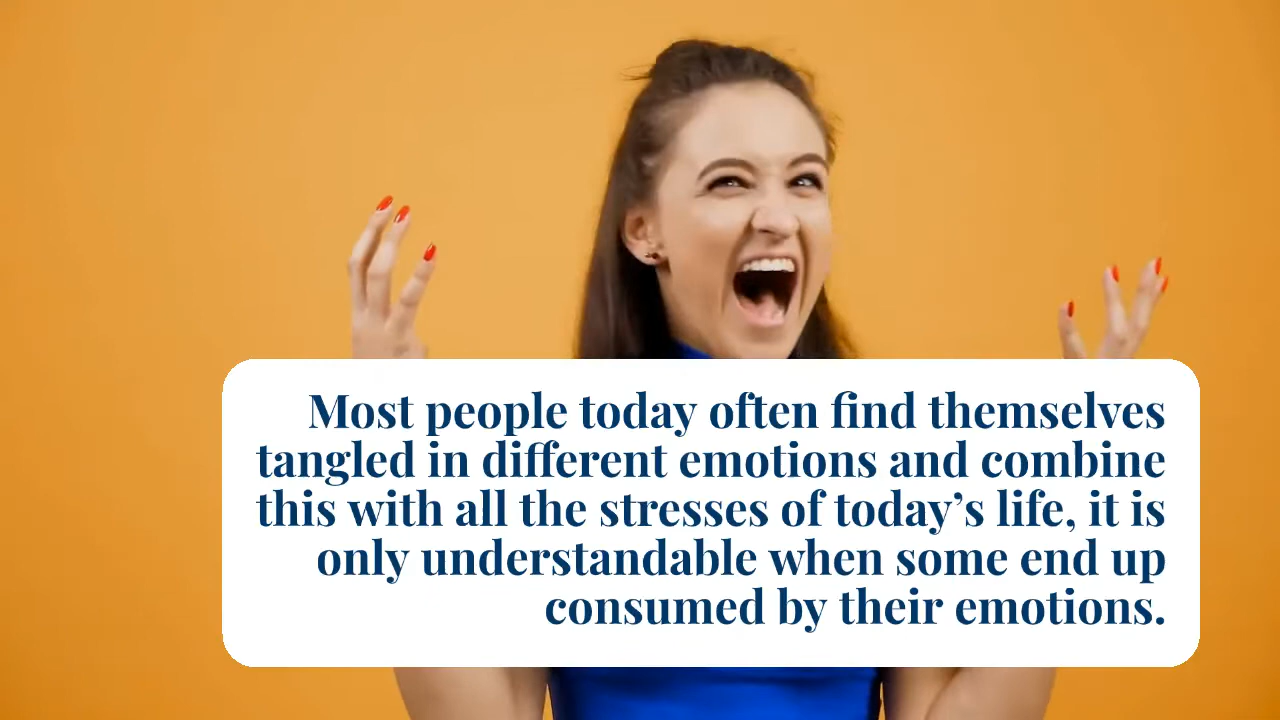 Most people today often find themselves
tangled in different emotions and combine
this with all the stresses of today’s life, it is
only understandable when some end up
consumed by their emotions.